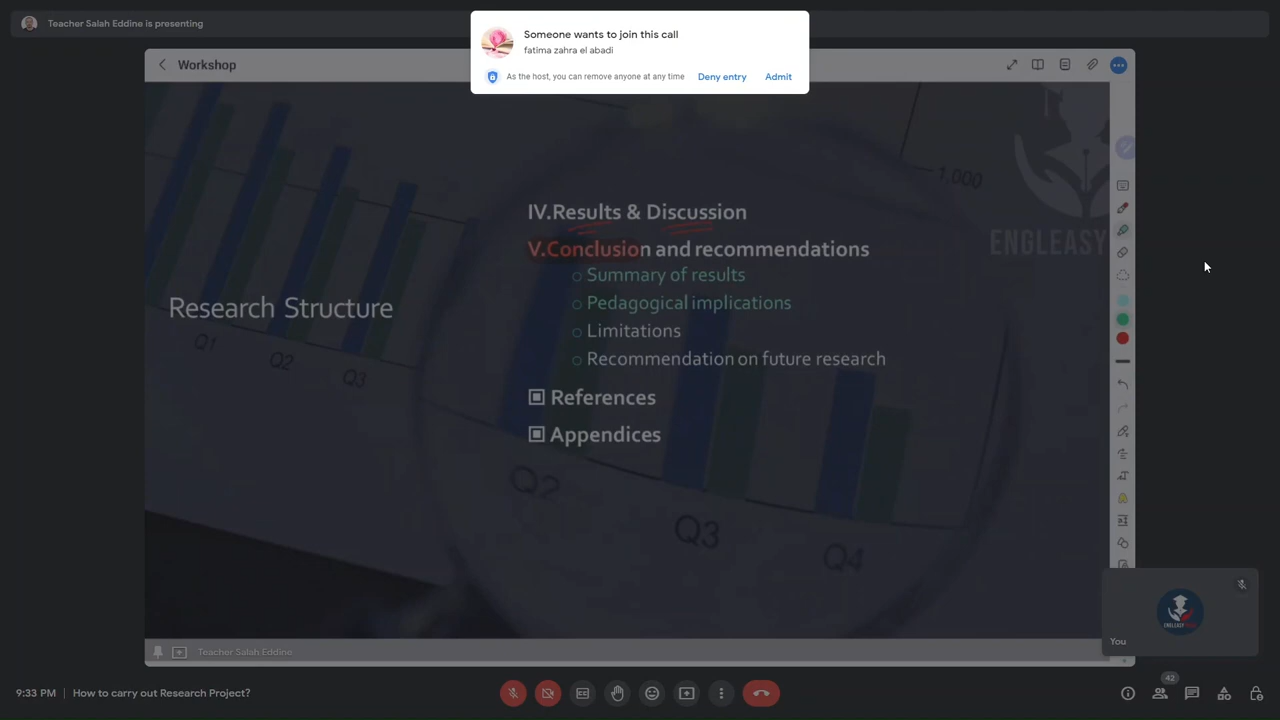 Teacher Salah Eddine is presenting
Someone wants to join this call
fatima zahra el abadi
As the host, you can remove anyone at any time
Deny entry
Admit
Workshop
1,000
ENGLEASY
IV.Results & Discussion
V.Conclusion and recommendations
Summary of results
Pedagogical implications
Limitations
Recommendation on future research
References
Appendices
Research Structure
Q1
Q2
Q3
Q2
Q3
Q4
You
Teacher Salah Eddine
9:33 PM | How to carry out Research Project?
42